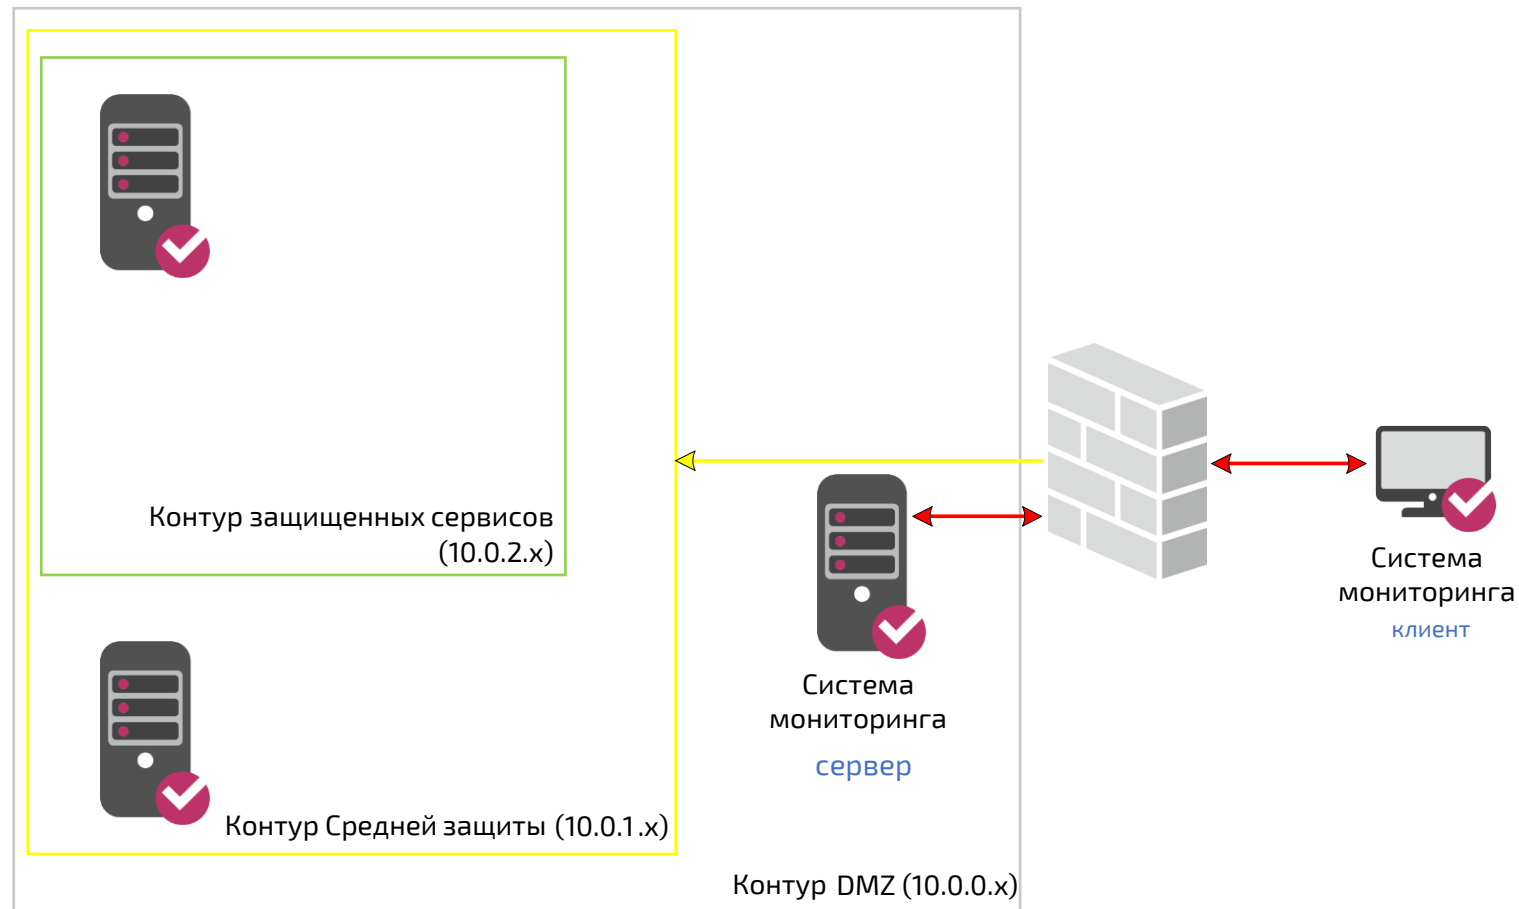 Контур защищенных сервисов
(10.0.2.x)
Контур Средней защиты (10.0.1.x)
Система
мониторинга
сервер
Контур DMZ (10.0.0.x)
Система
мониторинга
клиент